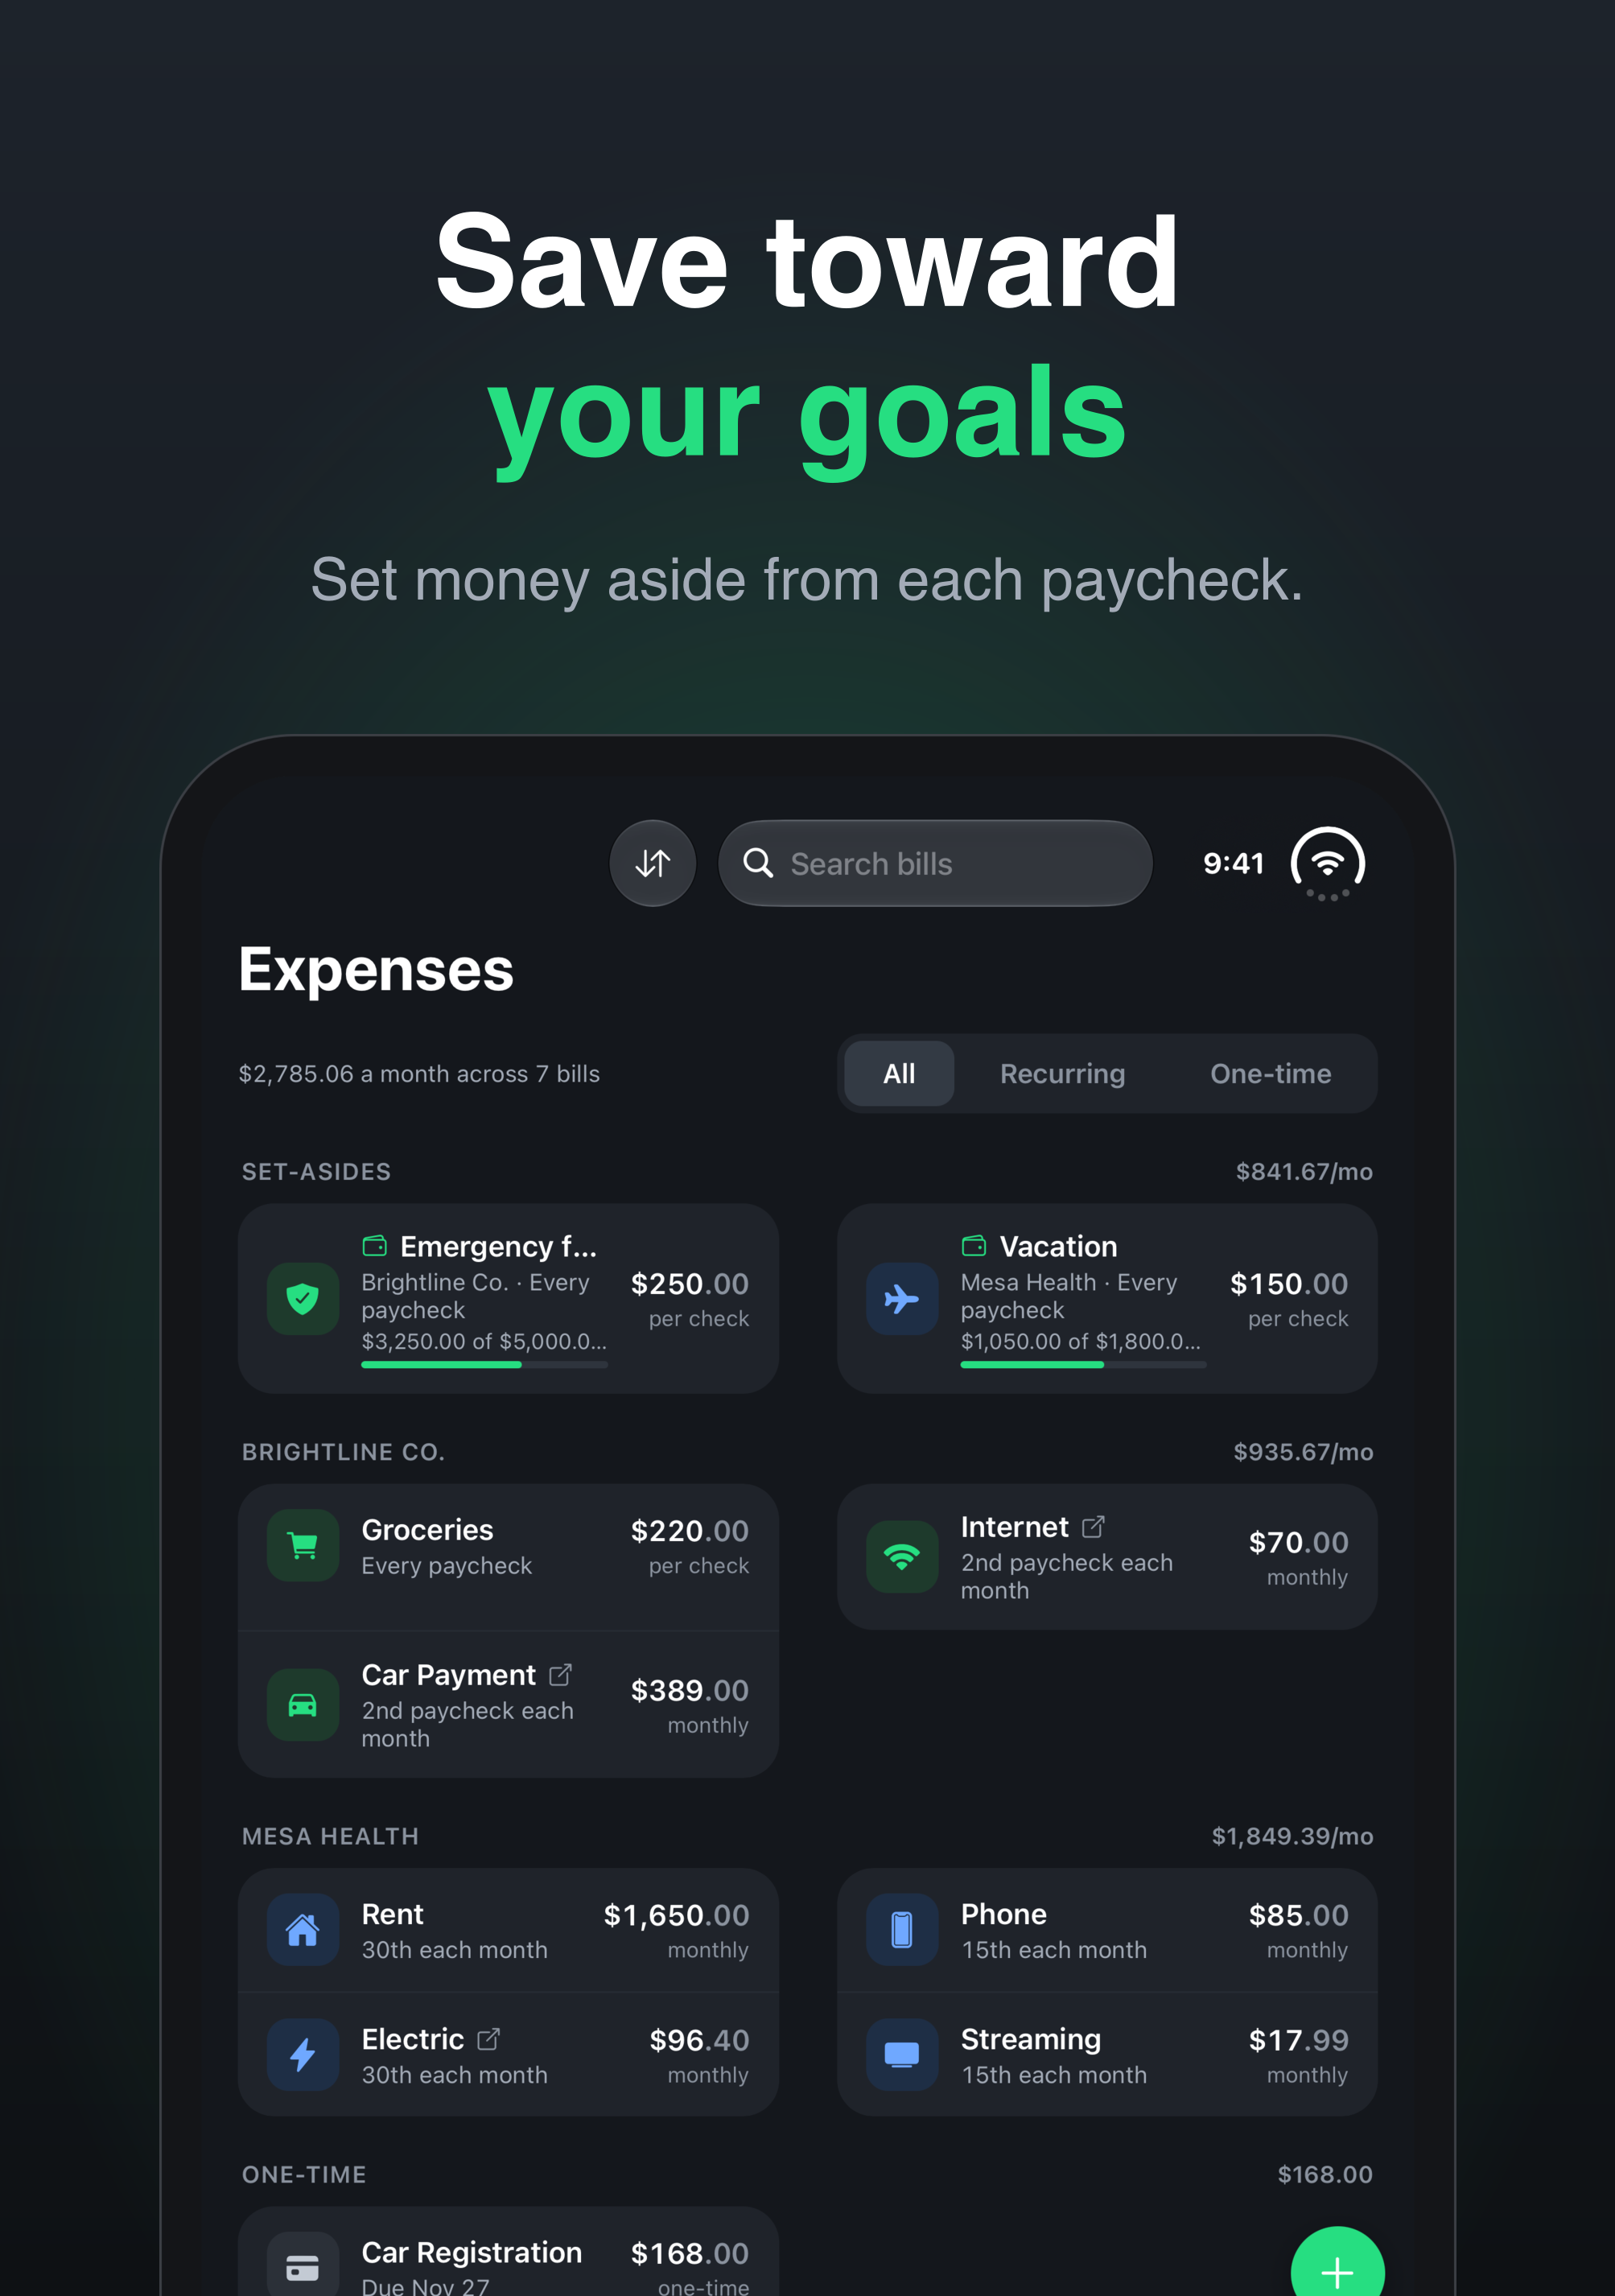 Save toward
your goals
Set money aside from each paycheck.
Search bills
9:41
Expenses
$2,785.06 a month across 7 bills
All
Recurring
One-time
SET-ASIDES
$841.67/mo
Emergency f...
Brightline Co. · Every
paycheck
$3,250.00 of $5,000.0...
$250.00
per check
Vacation
Mesa Health · Every
paycheck
$1,050.00 of $1,800.0...
$150.00
per check
BRIGHTLINE CO.
$935.67/mo
Groceries
Every paycheck
$220.00
per check
Internet
2nd paycheck each
month
$70.00
monthly
Car Payment
2nd paycheck each
month
$389.00
monthly
MESA HEALTH
$1,849.39/mo
Rent
30th each month
$1,650.00
monthly
Phone
15th each month
$85.00
monthly
Electric
30th each month
$96.40
monthly
Streaming
15th each month
$17.99
monthly
ONE-TIME
$168.00
Car Registration
Due Nov 27
$168.00
one-time